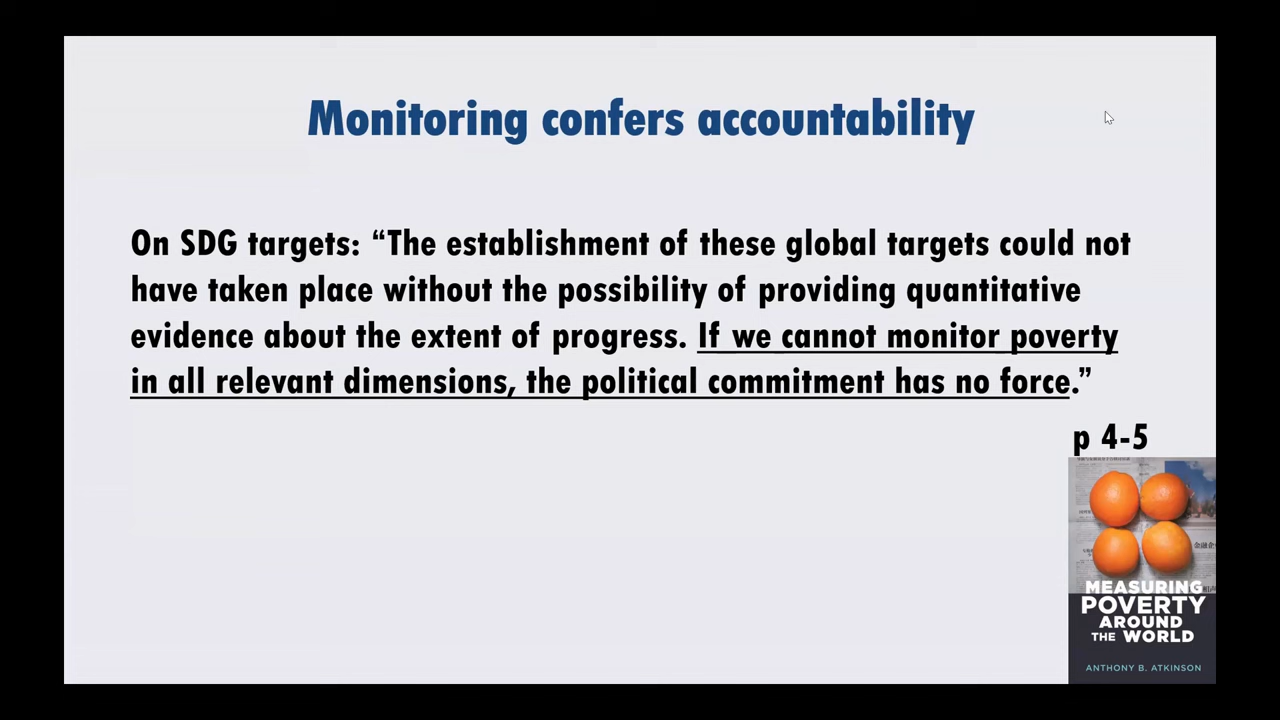 Monitoring confers accountability
On SDG targets: “The establishment of these global targets could not
have taken place without the possibility of providing quantitative
evidence about the extent of progress. If we cannot monitor poverty
in all relevant dimensions, the political commitment has no force.”
p 4-5
MEASURING
POVERTY
AROUND
THE WORLD
ANTHONY B. ATKINSON